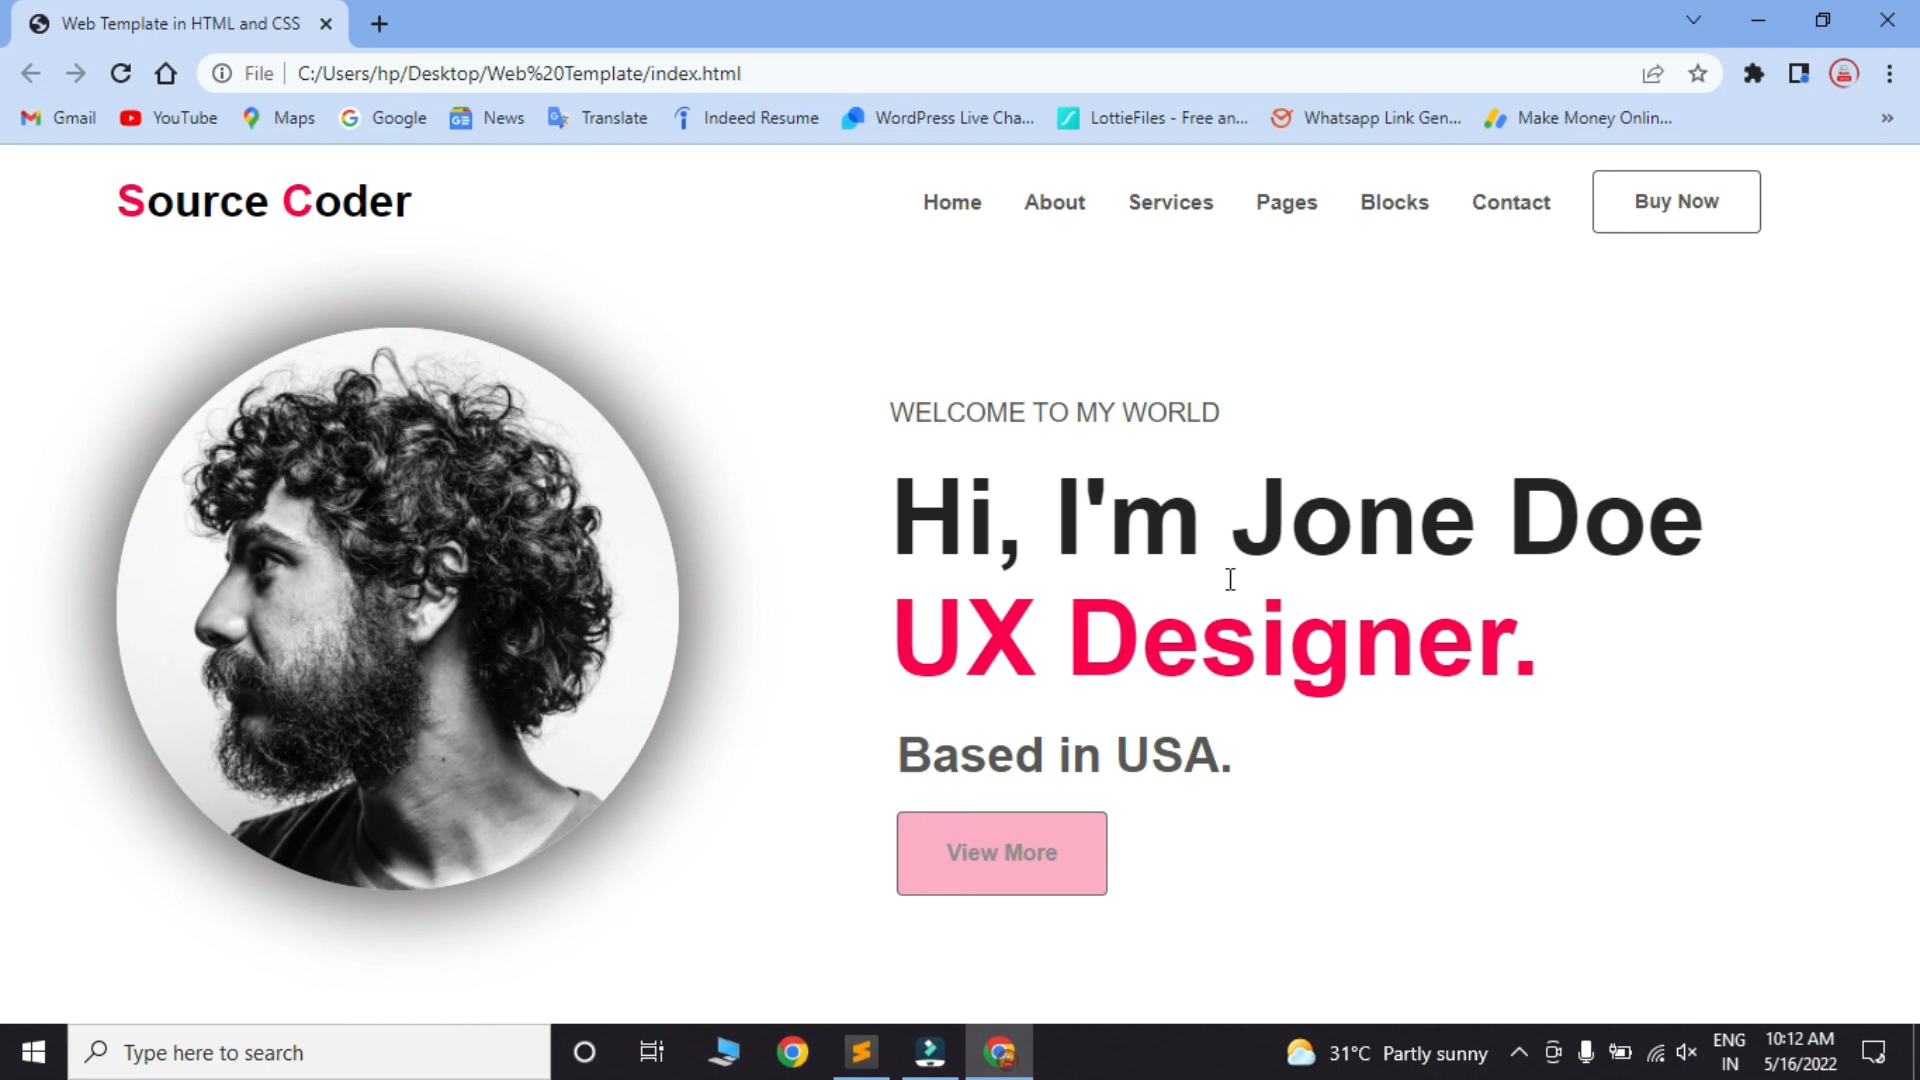 Web Template in HTML and CSS
File
C:/Users/hp/Desktop/Web%20Template/index.html
Gmail
YouTube
Maps
Google
News
Translate
Indeed Resume
WordPress Live Cha...
LottieFiles - Free an...
Whatsapp Link Gen...
Make Money Onlin...
Source Coder
Home
About
Services
Pages
Blocks
Contact
Buy Now
WELCOME TO MY WORLD
Hi, I'm Jone Doe
UX Designer.
Based in USA.
View More
Type here to search
31°C Partly sunny
ENG
IN
10:12 AM
5/16/2022